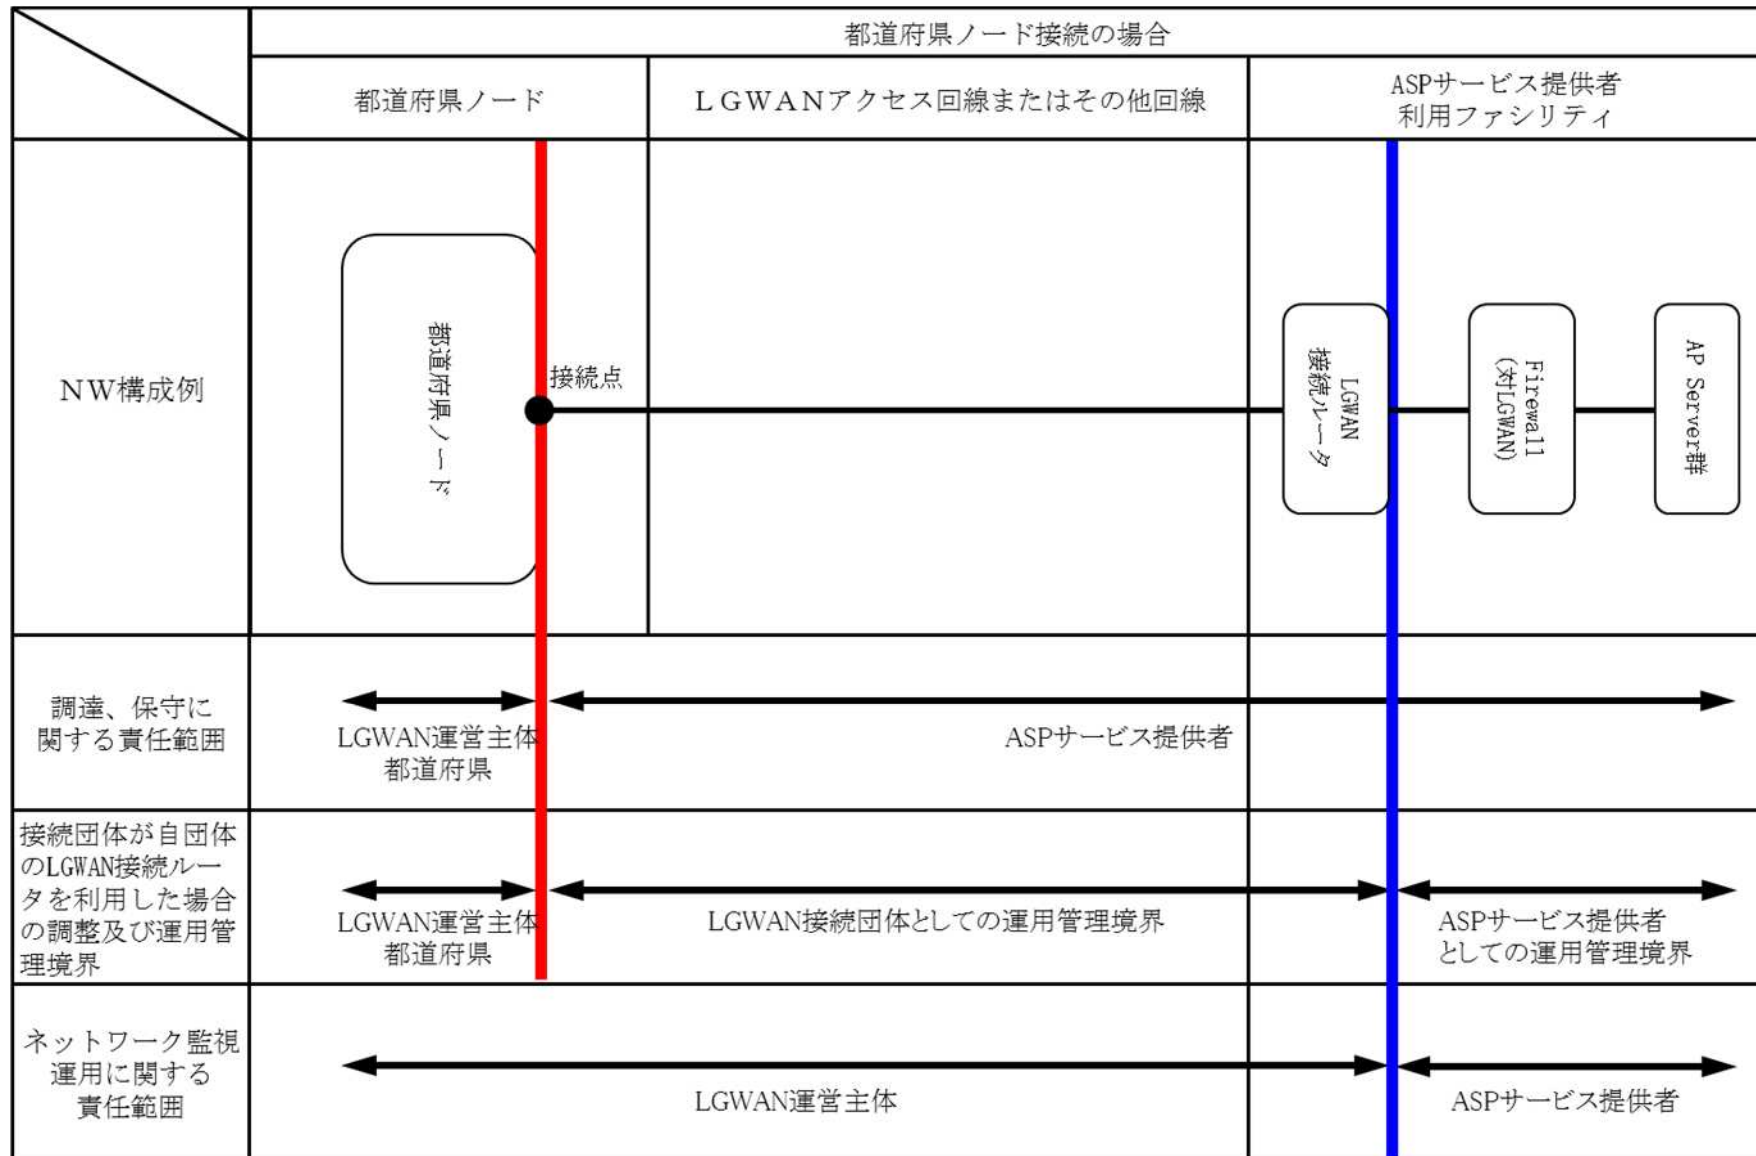 都道府県ノード接続の場合
都道府県ノード
ＬＧＷＡＮアクセス回線またはその他回線
ASPサービス提供者
利用ファシリティ
ＮＷ構成例
都道府県ノード
接続点
LGWAN
接続ルータ
Firewall
(対LGWAN)
AP Server群
調達、保守に
関する責任範囲
LGWAN運営主体
都道府県
ASPサービス提供者
接続団体が自団体
のLGWAN接続ルー
タを利用した場合
の調整及び運用管
理境界
LGWAN運営主体
都道府県
LGWAN接続団体としての運用管理境界
ASPサービス提供者
としての運用管理境界
ネットワーク監視
運用に関する
責任範囲
LGWAN運営主体
ASPサービス提供者